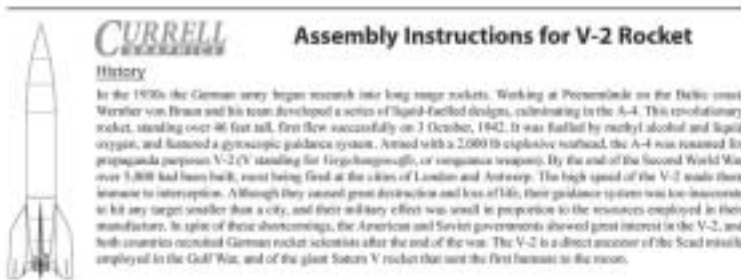 CURRELL
GRAPHICS
Assembly Instructions for V-2 Rocket
History
In the 1930s the German army began research into long range rockets. Working at Peenemünde on the Baltic coast
Wernher von Braun and his team developed a series of liquid-fuelled designs, culminating in the A-4. This revolutionary
rocket, standing over 46 feet tall, first flew successfully on 3 October, 1942. It was fuelled by methyl alcohol and liquid
oxygen, and featured a gyroscopic guidance system. Armed with a 2,000 lb explosive warhead, the A-4 was renamed for
propaganda purposes V-2 (V standing for or vengeance weapon). By the end of the Second World War
over 5,000 had been built, most being fired at the cities of London and Antwerp. The high speed of the V-2 made them
immune to interception. Although they caused great destruction and loss of life, their guidance system was too inaccurate
to hit any target smaller than a city, and their military effect was small in proportion to the resources employed in their
manufacture. In spite of these shortcomings, the American and Soviet governments showed great interest in the V-2, and
both countries recruited German rocket scientists after the end of the war. The V-2 is a direct ancestor of the Scud missile
employed in the Gulf War, and of the giant Saturn V rocket that sent the first humans to the moon.